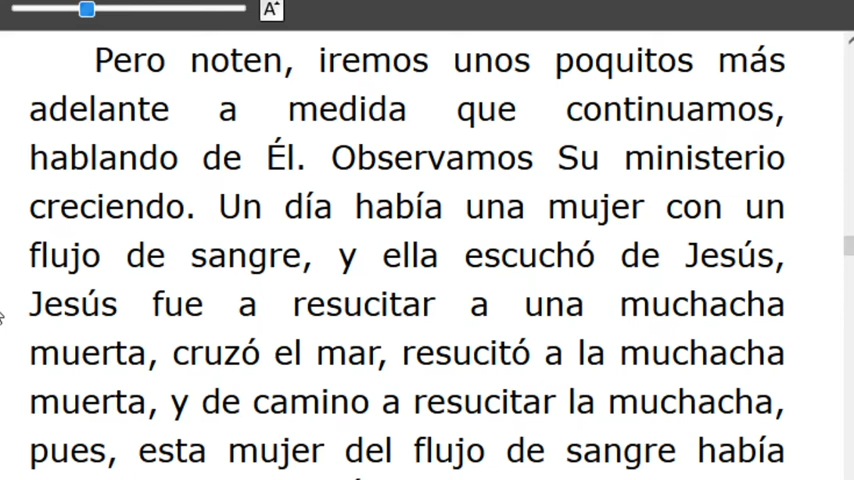 A
Pero noten, iremos unos poquitos más
adelante a medida que continuamos,
hablando de Él. Observamos Su ministerio
creciendo. Un día había una mujer con un
flujo de sangre, y ella escuchó de Jesús,
Jesús fue a resucitar a una muchacha
muerta, cruzó el mar, resucitó a la muchacha
muerta, y de camino a resucitar la muchacha,
pues, esta mujer del flujo de sangre había